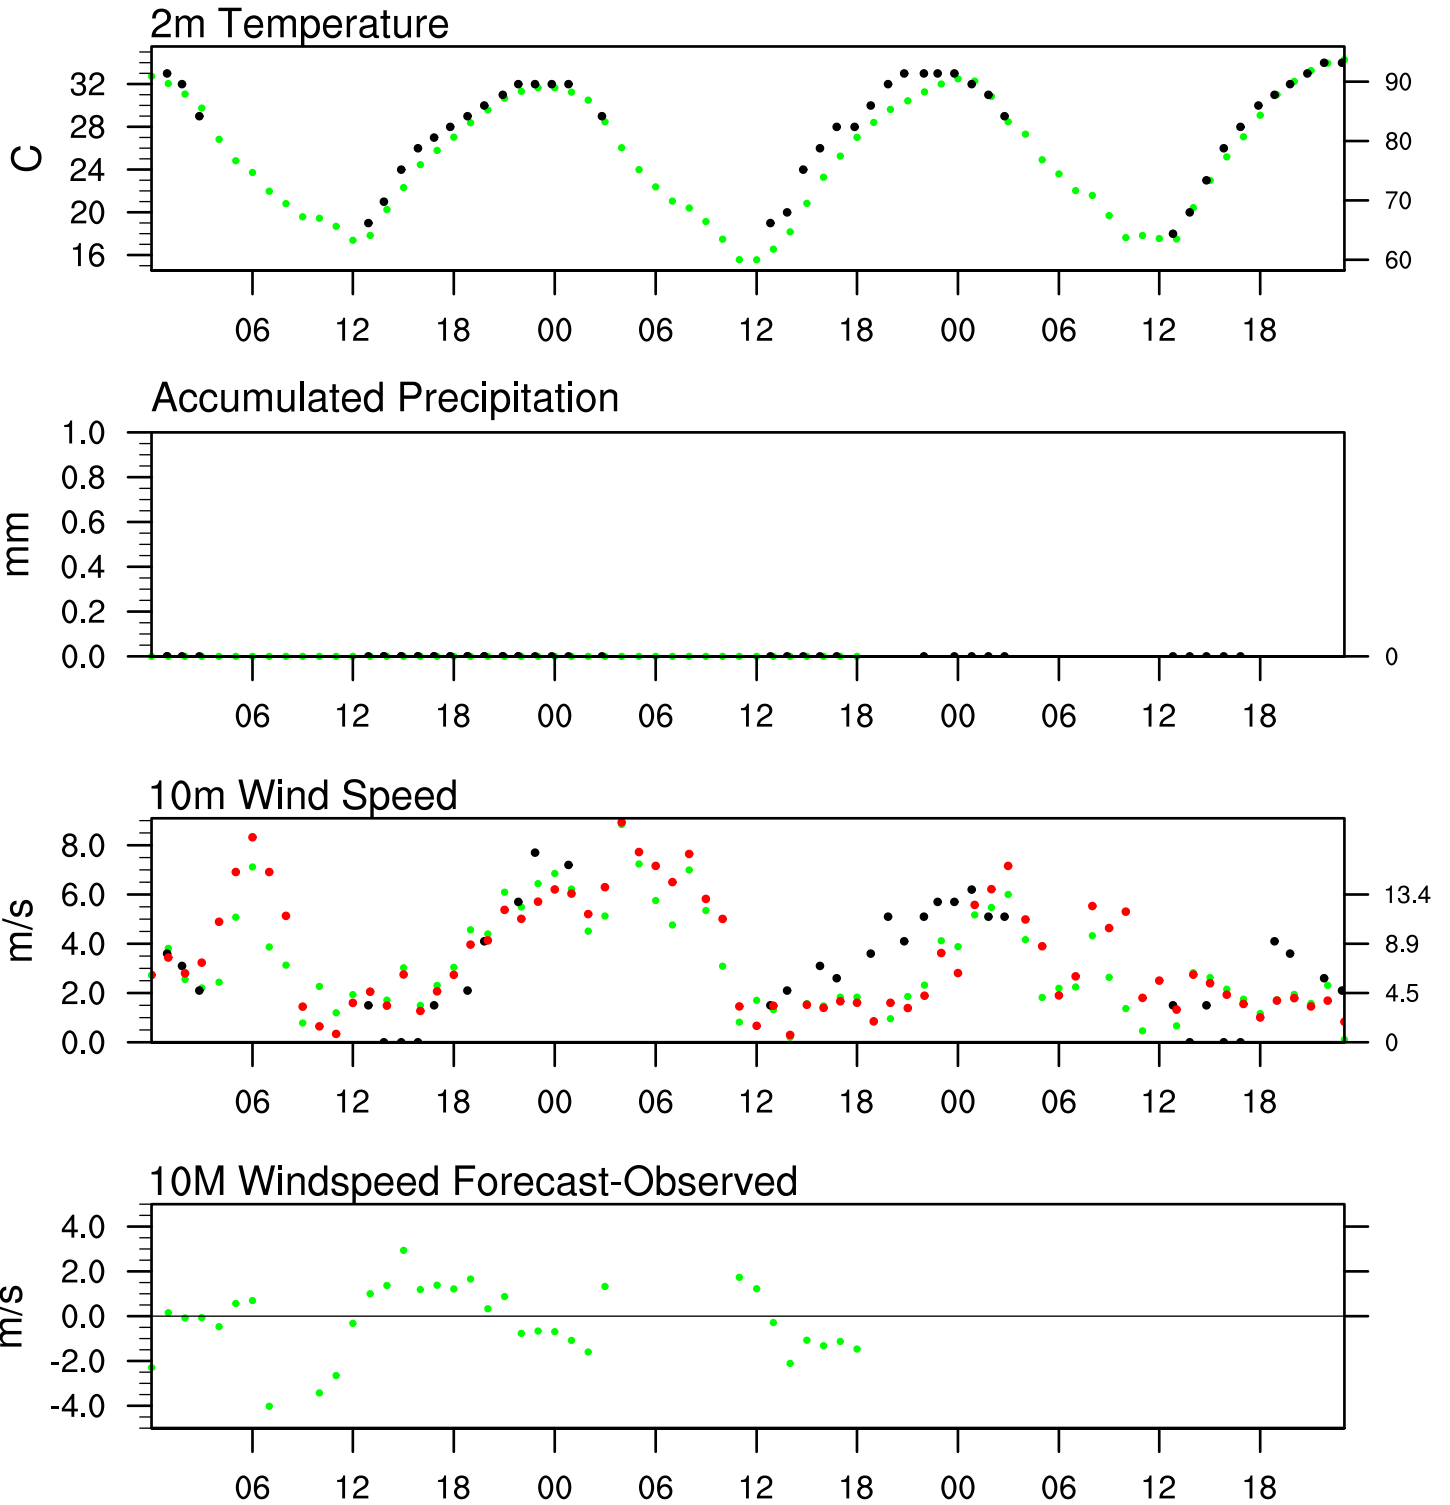 2m Temperature
C
32
28
24
20
16
90
80
70
60
06 12 18 00 06 12 18 00 06 12 18
Accumulated Precipitation
mm
1.0
0.8
0.6
0.4
0.2
0.0
0
06 12 18 00 06 12 18 00 06 12 18
10m Wind Speed
m/s
8.0
6.0
4.0
2.0
0.0
13.4
8.9
4.5
0
06 12 18 00 06 12 18 00 06 12 18
10M Windspeed Forecast-Observed
m/s
4.0
2.0
0.0
-2.0
-4.0
06 12 18 00 06 12 18 00 06 12 18